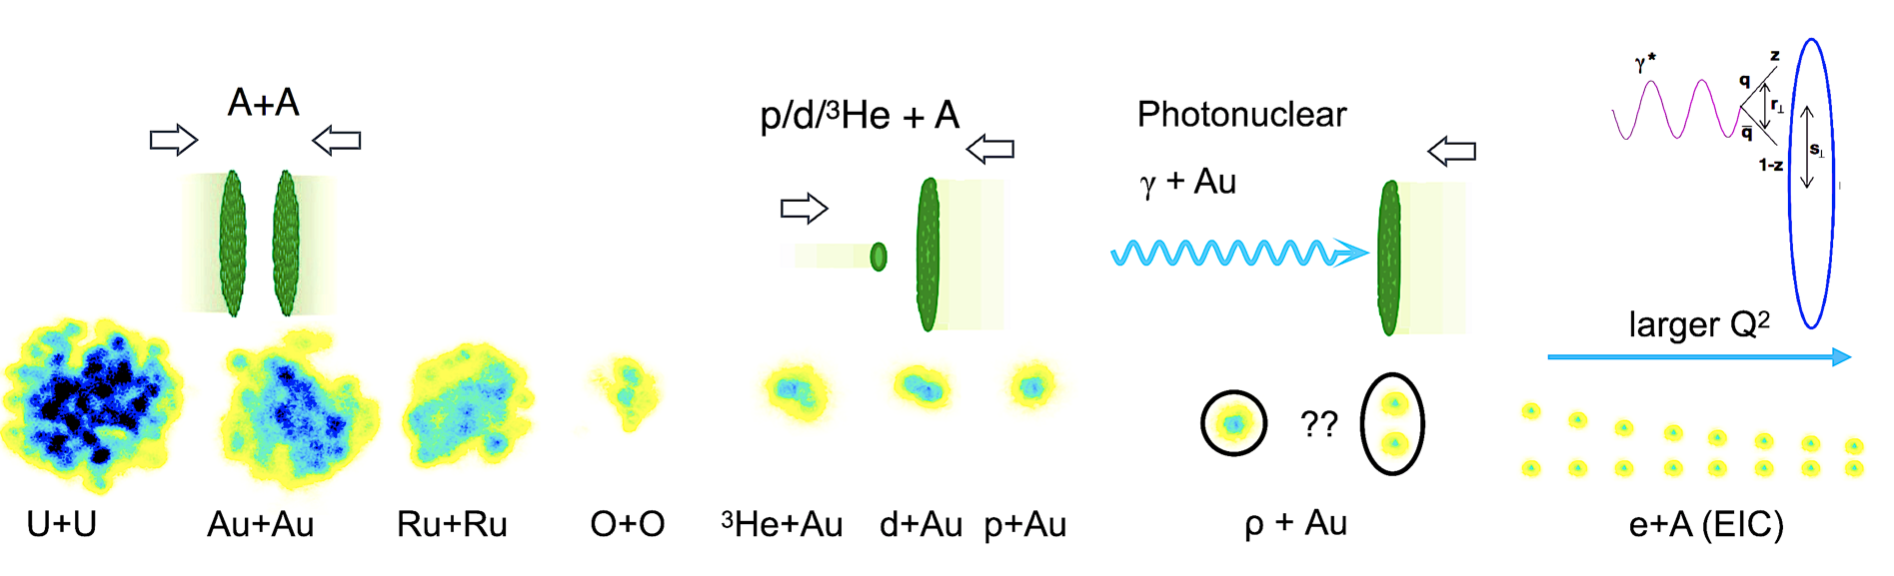 A+A
p/d/³He + A
Photonuclear
γ + Au
γ*
z
q
r⊥
q̅
1-z
s⊥
larger Q²
??
U+U
Au+Au
Ru+Ru
O+O
³He+Au
d+Au
p+Au
ρ + Au
e+A (EIC)